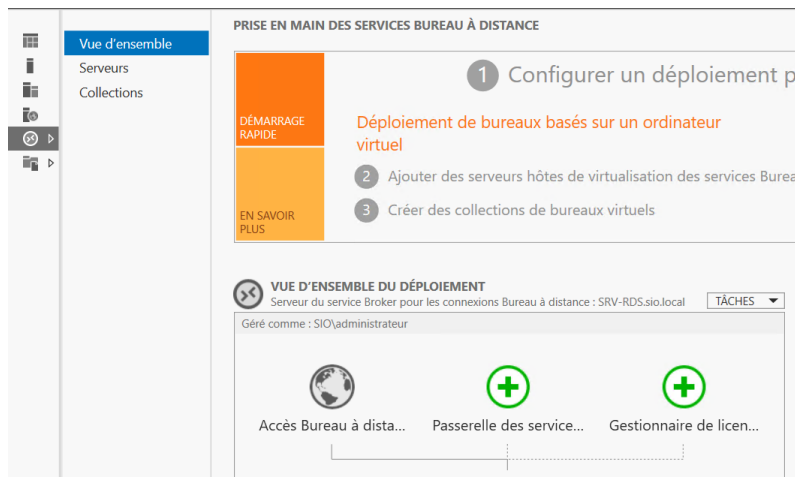 PRISE EN MAIN DES SERVICES BUREAU À DISTANCE
Vue d'ensemble
Serveurs
Collections
1 Configurer un déploiement p
DÉMARRAGE
RAPIDE
Déploiement de bureaux basés sur un ordinateur
virtuel
2 Ajouter des serveurs hôtes de virtualisation des services Burea
3 Créer des collections de bureaux virtuels
EN SAVOIR
PLUS
VUE D'ENSEMBLE DU DÉPLOIEMENT
Serveur du service Broker pour les connexions Bureau à distance : SRV-RDS.sio.local
TÂCHES
Géré comme : SIO\administrateur
Accès Bureau à dista...
Passerelle des service...
Gestionnaire de licen...